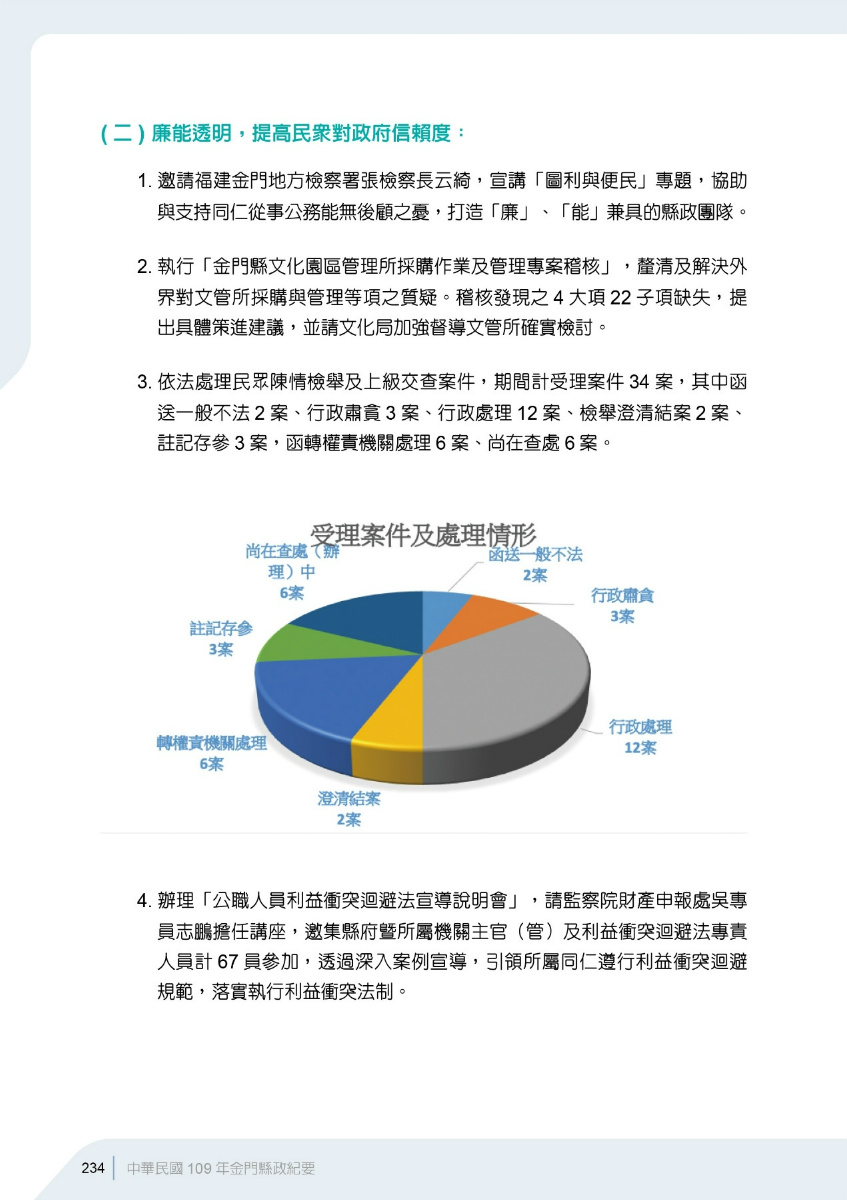 (二) 廉能透明，提高民眾對政府信賴度：
1. 邀請福建金門地方檢察署張檢察長云綺，宣講「圖利與便民」專題，協助
與支持同仁從事公務能無後顧之憂，打造「廉」、「能」兼具的縣政團隊。
2. 執行「金門縣文化園區管理所採購作業及管理專案稽核」，釐清及解決外
界對文管所採購與管理等項之質疑。稽核發現之 4 大項 22 子項缺失，提
出具體策進建議，並請文化局加強督導文管所確實檢討。
3. 依法處理民眾陳情檢舉及上級交查案件，期間計受理案件 34 案，其中函
送一般不法 2 案、行政肅貪 3 案、行政處理 12 案、檢舉澄清結案 2 案、
註記存參 3 案，函轉權責機關處理 6 案、尚在查處 6 案。
受理案件及處理情形
尚在查處（辦
理）中
6案
函送一般不法
2案
行政肅貪
3案
註記存參
3案
行政處理
12案
轉權責機關處理
6案
澄清結案
2案
4. 辦理「公職人員利益衝突迴避法宣導說明會」，請監察院財產申報處吳專
員志鵬擔任講座，邀集縣府暨所屬機關主官（管）及利益衝突迴避法專責
人員計 67 員參加，透過深入案例宣導，引領所屬同仁遵行利益衝突迴避
規範，落實執行利益衝突法制。
234 中華民國 109 年金門縣政紀要